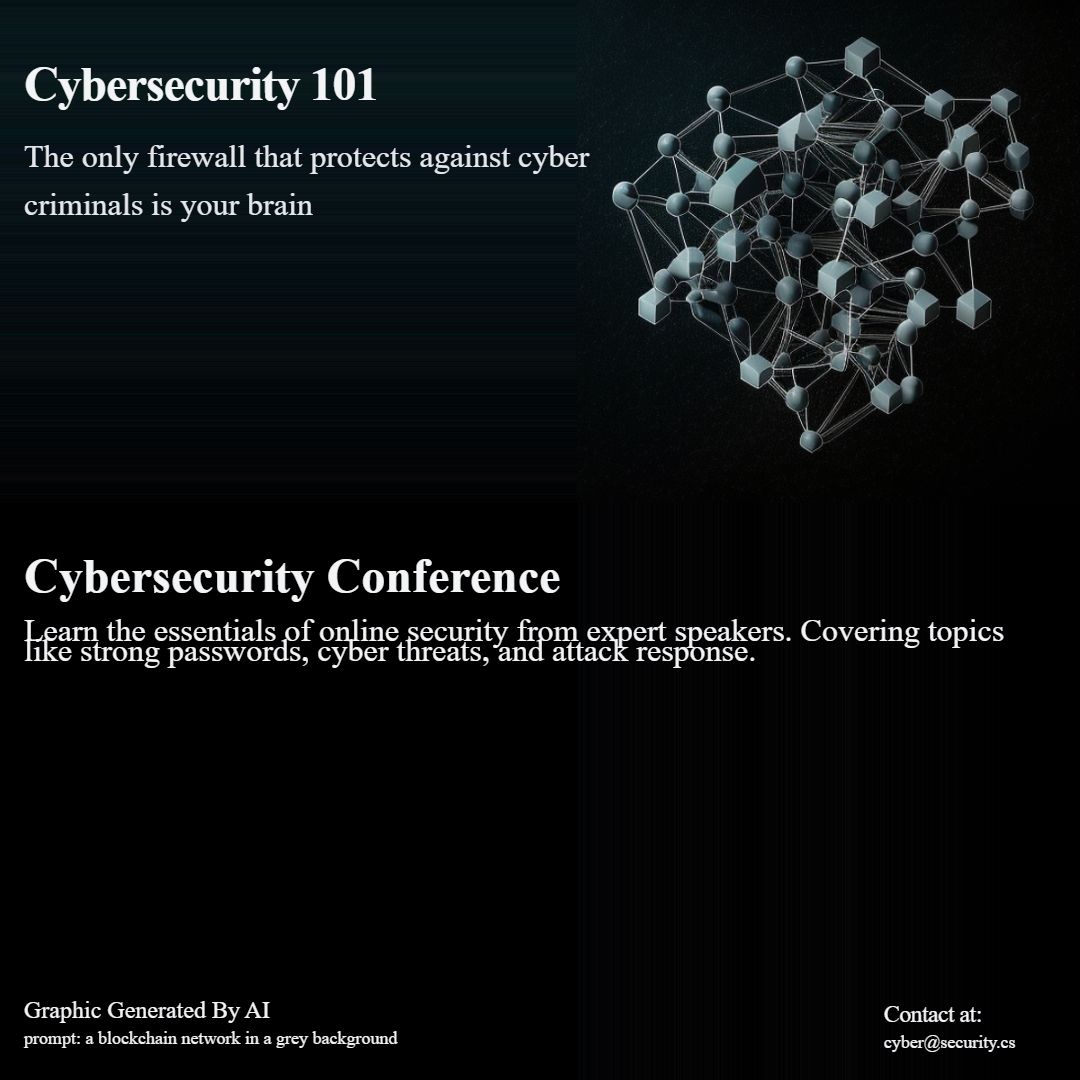 Cybersecurity 101
The only firewall that protects against cyber
criminals is your brain
Cybersecurity Conference
Learn the essentials of online security from expert speakers. Covering topics
like strong passwords, cyber threats, and attack response.
Graphic Generated By AI
prompt: a blockchain network in a grey background
Contact at:
cyber@security.cs